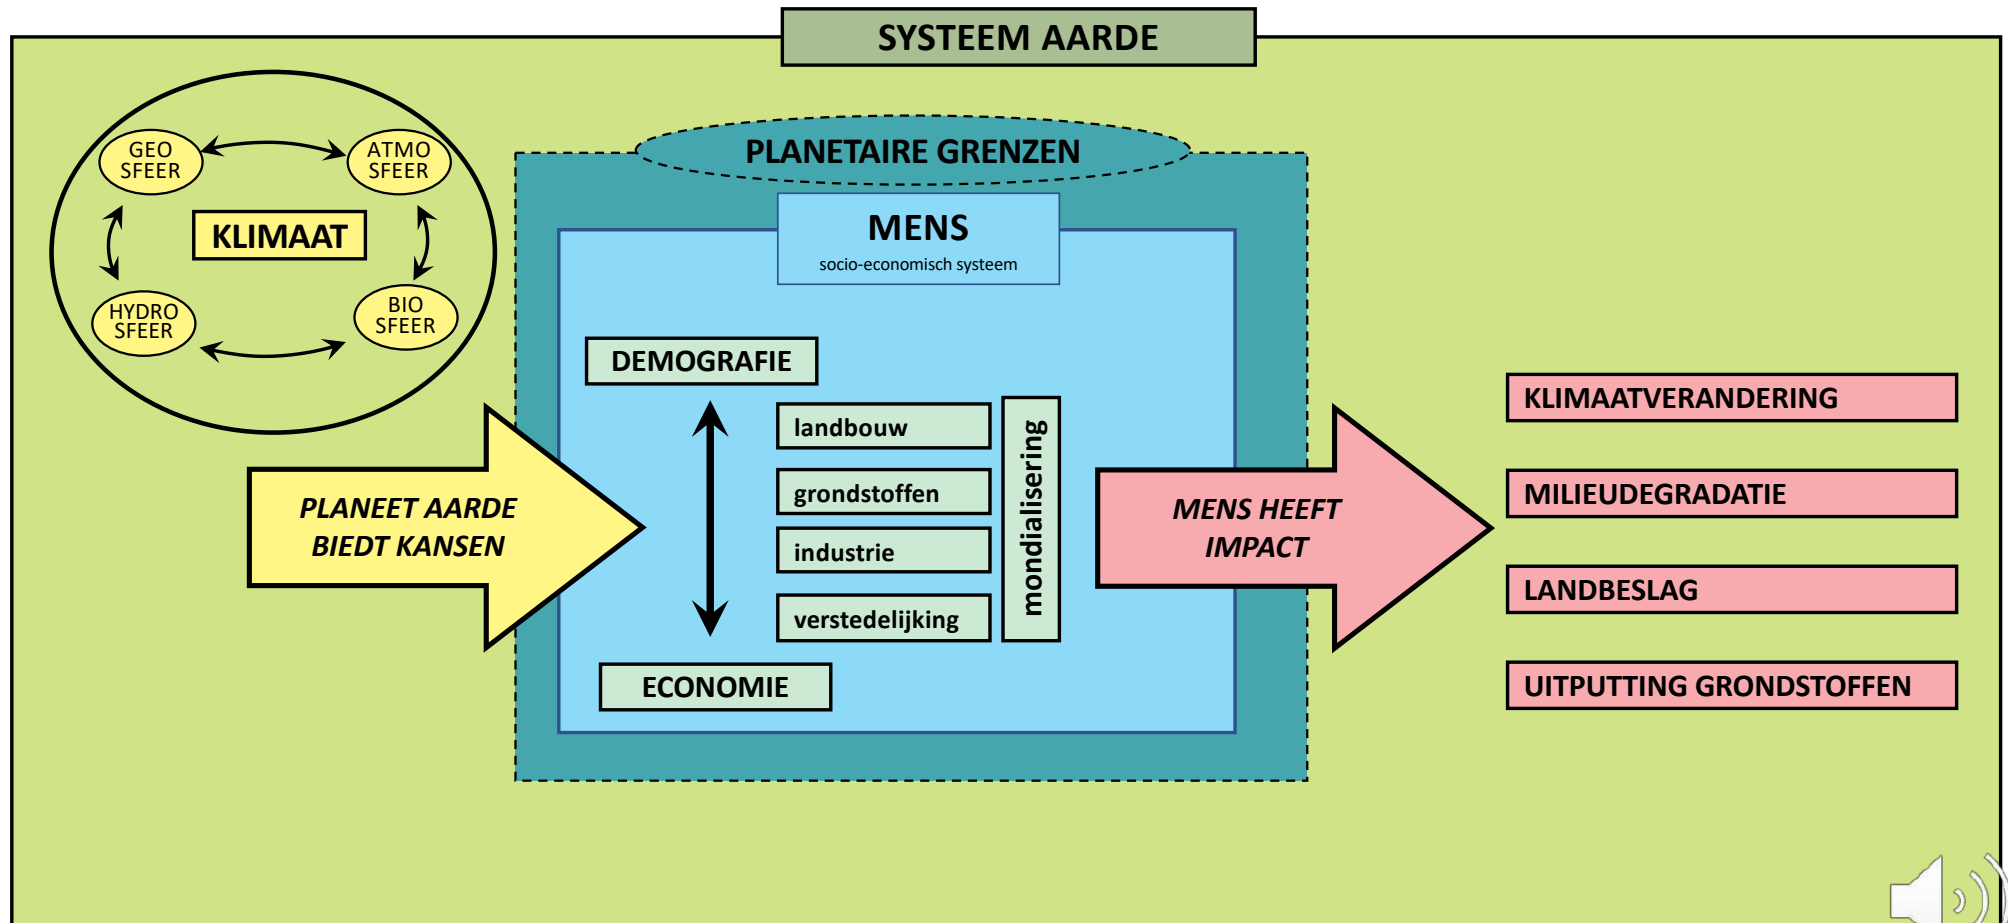 SYSTEEM AARDE
GEO
SFEER
ATMO
SFEER
KLIMAAT
HYDRO
SFEER
BIO
SFEER
PLANETAIRE GRENZEN
MENS
socio-economisch systeem
DEMOGRAFIE
landbouw
grondstoffen
industrie
verstedelijking
mondialisering
ECONOMIE
PLANEET AARDE
BIEDT KANSEN
MENS HEEFT
IMPACT
KLIMAATVERANDERING
MILIEUDEGRADATIE
LANDBESLAG
UITPUTTING GRONDSTOFFEN